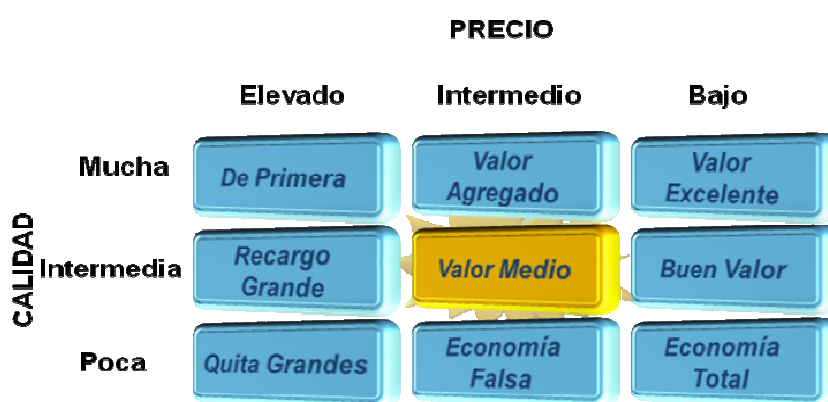 PRECIO
Elevado Intermedio Bajo
CALIDAD
Mucha
De Primera
Valor
Agregado
Valor
Excelente
Intermedia
Recargo
Grande
Valor Medio
Buen Valor
Poca
Quita Grandes
Economía
Falsa
Economía
Total